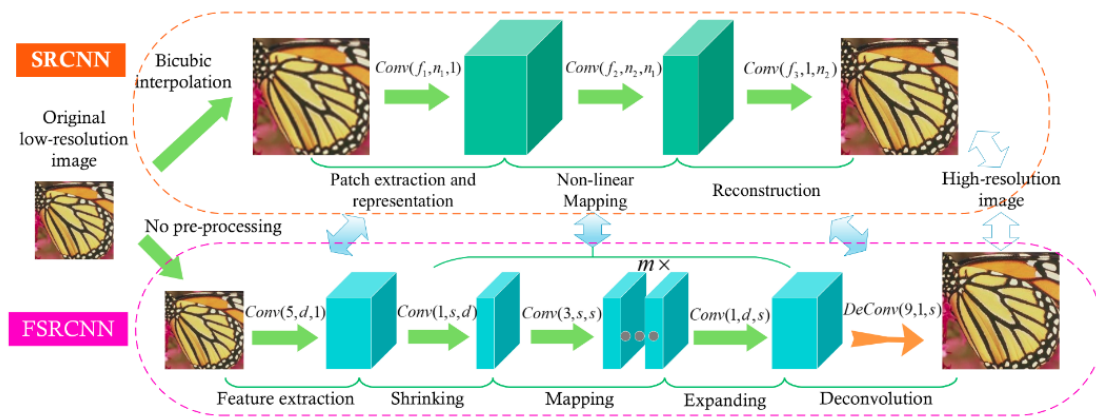 SRCNN
Bicubic
interpolation
Conv(f₁,n₁,1)
Conv(f₂,n₂,n₁)
Conv(f₃,1,n₂)
Original
low-resolution
image
Patch extraction and
representation
Non-linear
Mapping
Reconstruction
High-resolution
image
No pre-processing
FSRCNN
m×
Conv(5,d,1)
Conv(1,s,d)
Conv(3,s,s)
Conv(1,d,s)
DeConv(9,1,s)
Feature extraction
Shrinking
Mapping
Expanding
Deconvolution